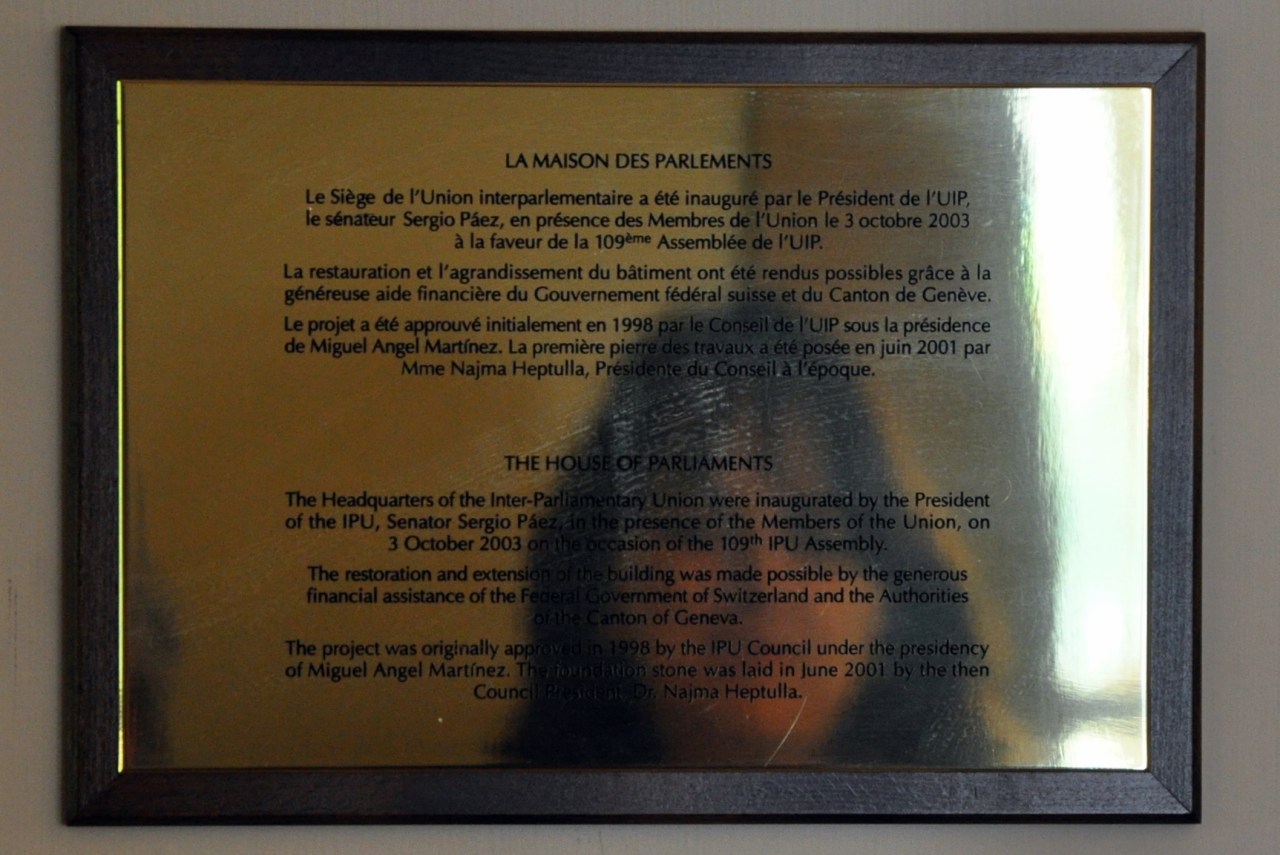 LA MAISON DES PARLEMENTS
Le Siège de l'Union interparlementaire a été inauguré par le Président de l'UIP,
le sénateur Sergio Páez, en présence des Membres de l'Union le 3 octobre 2003
à la faveur de la 109ème Assemblée de l'UIP.
La restauration et l'agrandissement du bâtiment ont été rendus possibles grâce à la
généreuse aide financière du Gouvernement fédéral suisse et du Canton de Genève.
Le projet a été approuvé initialement en 1998 par le Conseil de l'UIP sous la présidence
de Miguel Angel Martínez. La première pierre des travaux a été posée en juin 2001 par
Mme Najma Heptulla, Présidente du Conseil à l'époque.
THE HOUSE OF PARLIAMENTS
The Headquarters of the Inter-Parliamentary Union were inaugurated by the President
of the IPU, Senator Sergio Páez, in the presence of the Members of the Union, on
3 October 2003 on the occasion of the 109th IPU Assembly.
The restoration and extension of the building was made possible by the generous
financial assistance of the Federal Government of Switzerland and the Authorities
of the Canton of Geneva.
The project was originally approved in 1998 by the IPU Council under the presidency
of Miguel Angel Martínez. The foundation stone was laid in June 2001 by the then
Council President, Dr. Najma Heptulla.